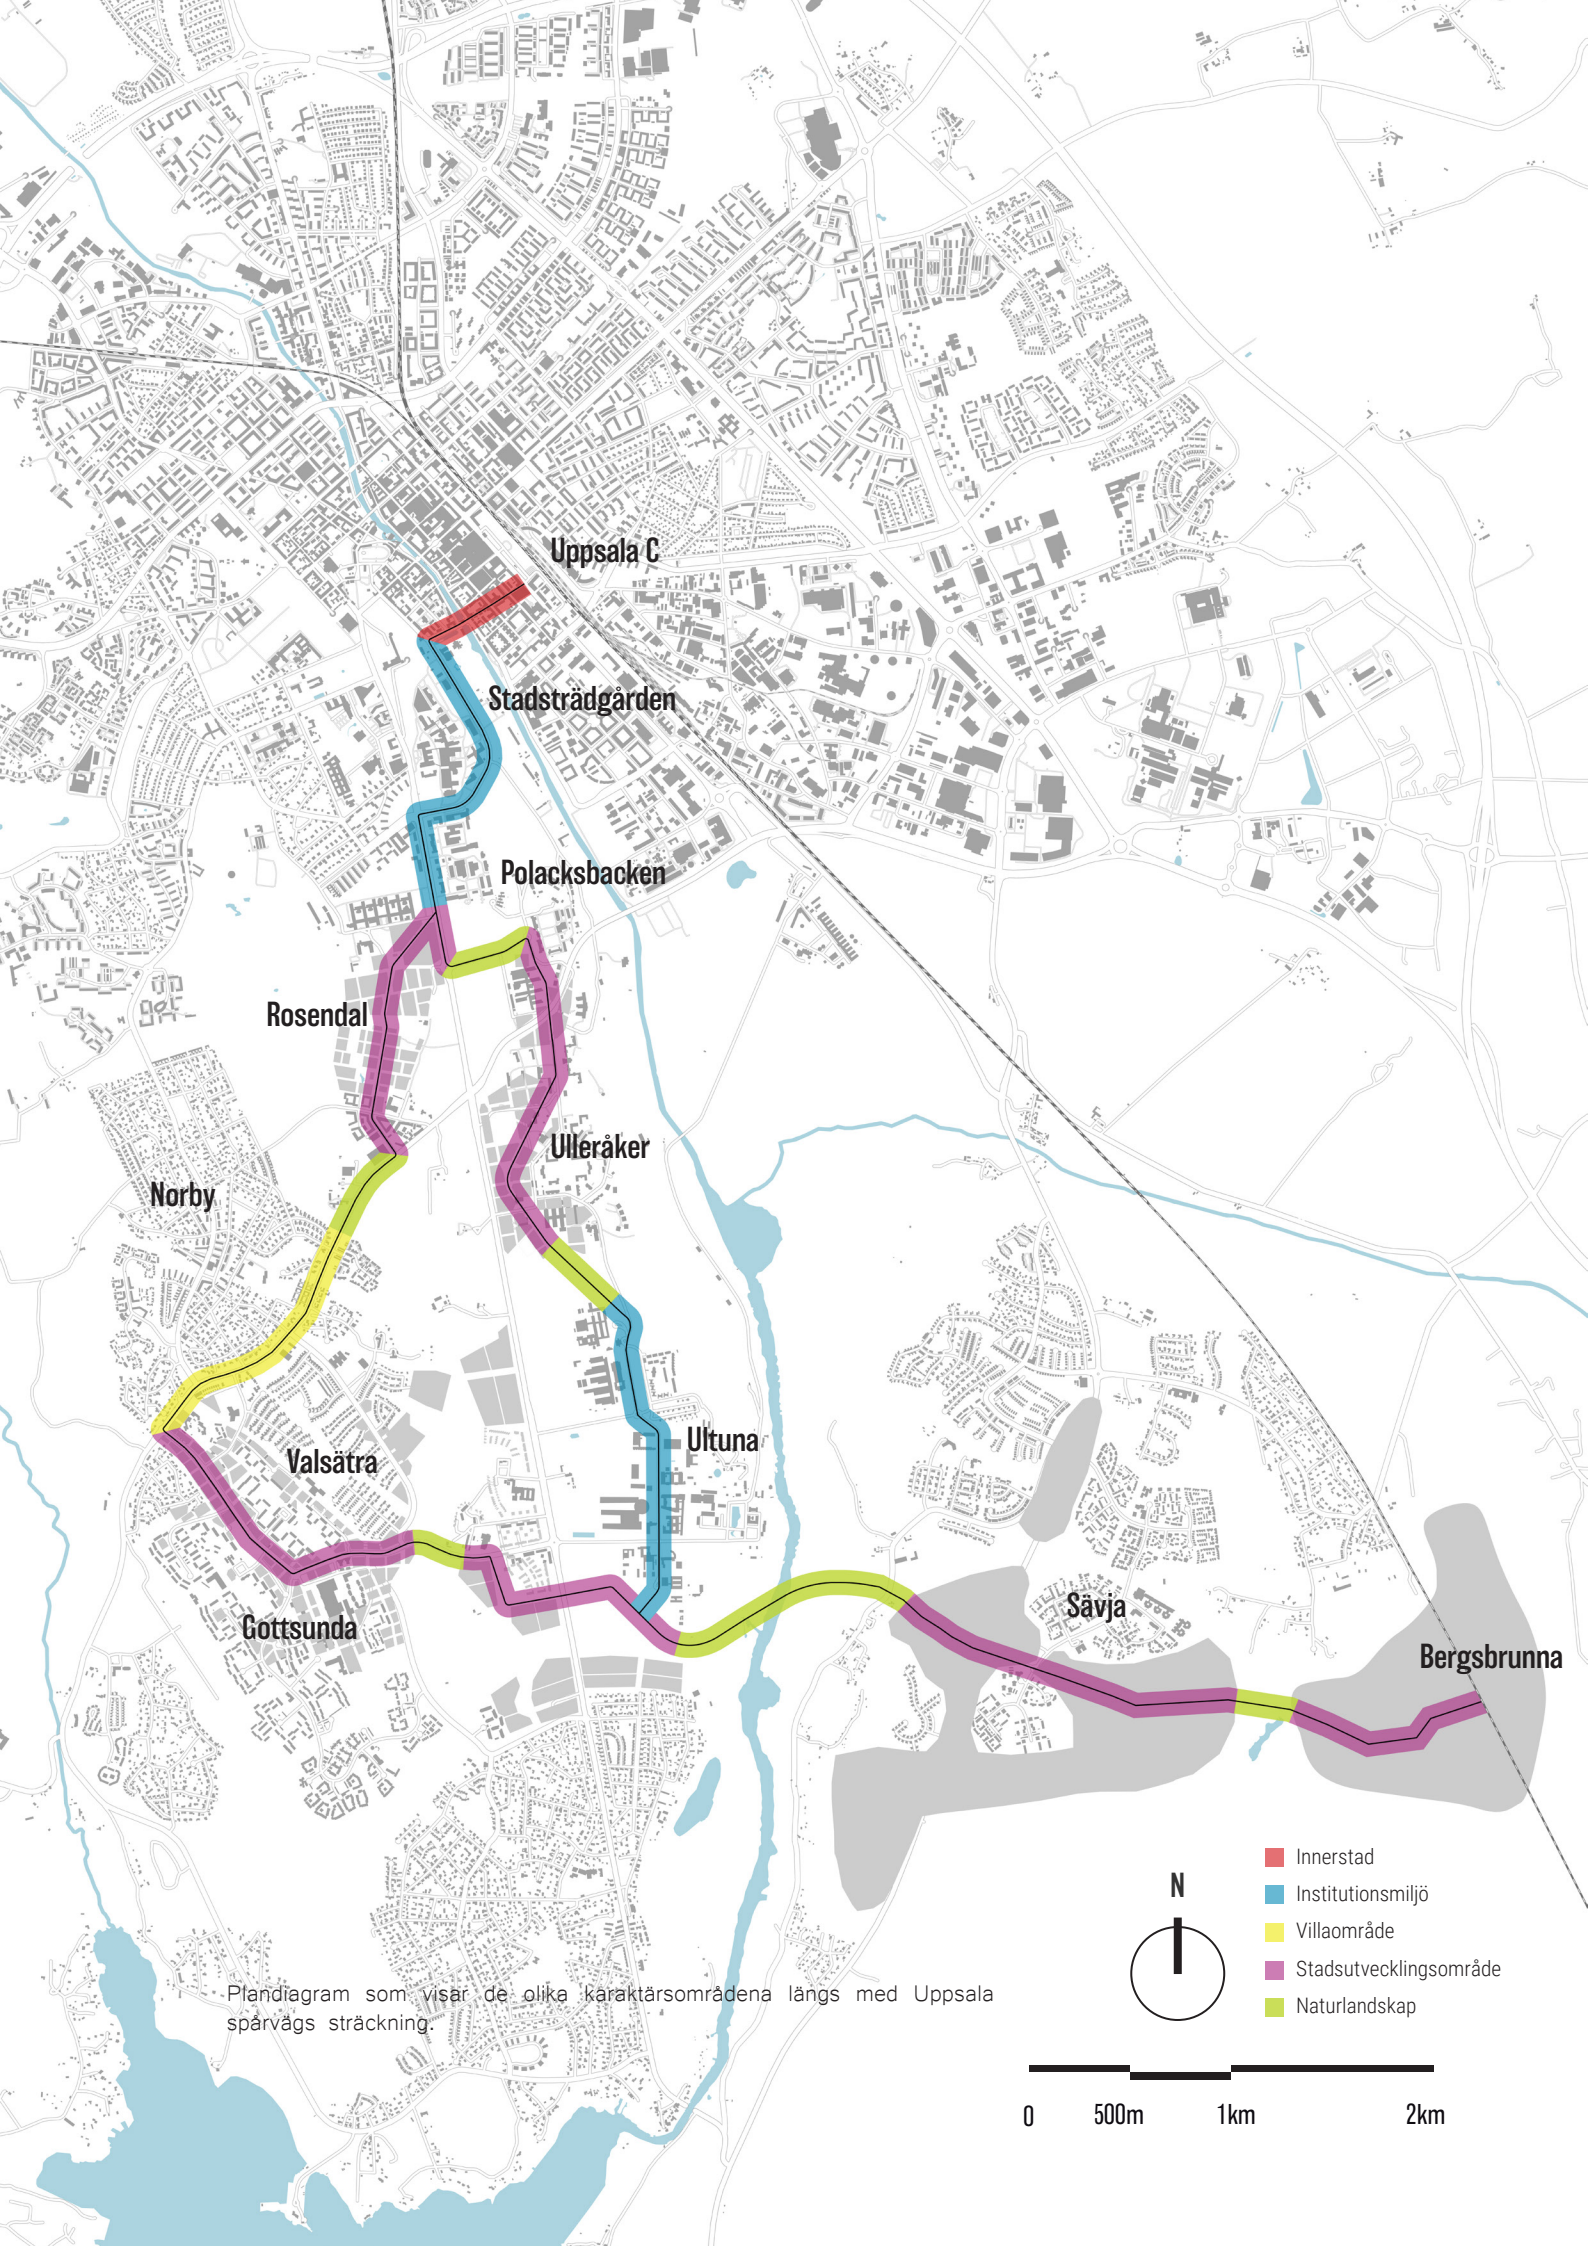 Uppsala C
Stadsträdgården
Polacksbacken
Rosendal
Ulleråker
Norby
Ultuna
Valsätra
Sävja
Gottsunda
Bergsbrunna
Innerstad
N
Institutionsmiljö
Villaområde
Stadsutvecklingsområde
Naturlandskap
Plandiagram som visar de olika karaktärsområdena längs med Uppsala
spårvägs sträckning.
0 500m 1km 2km